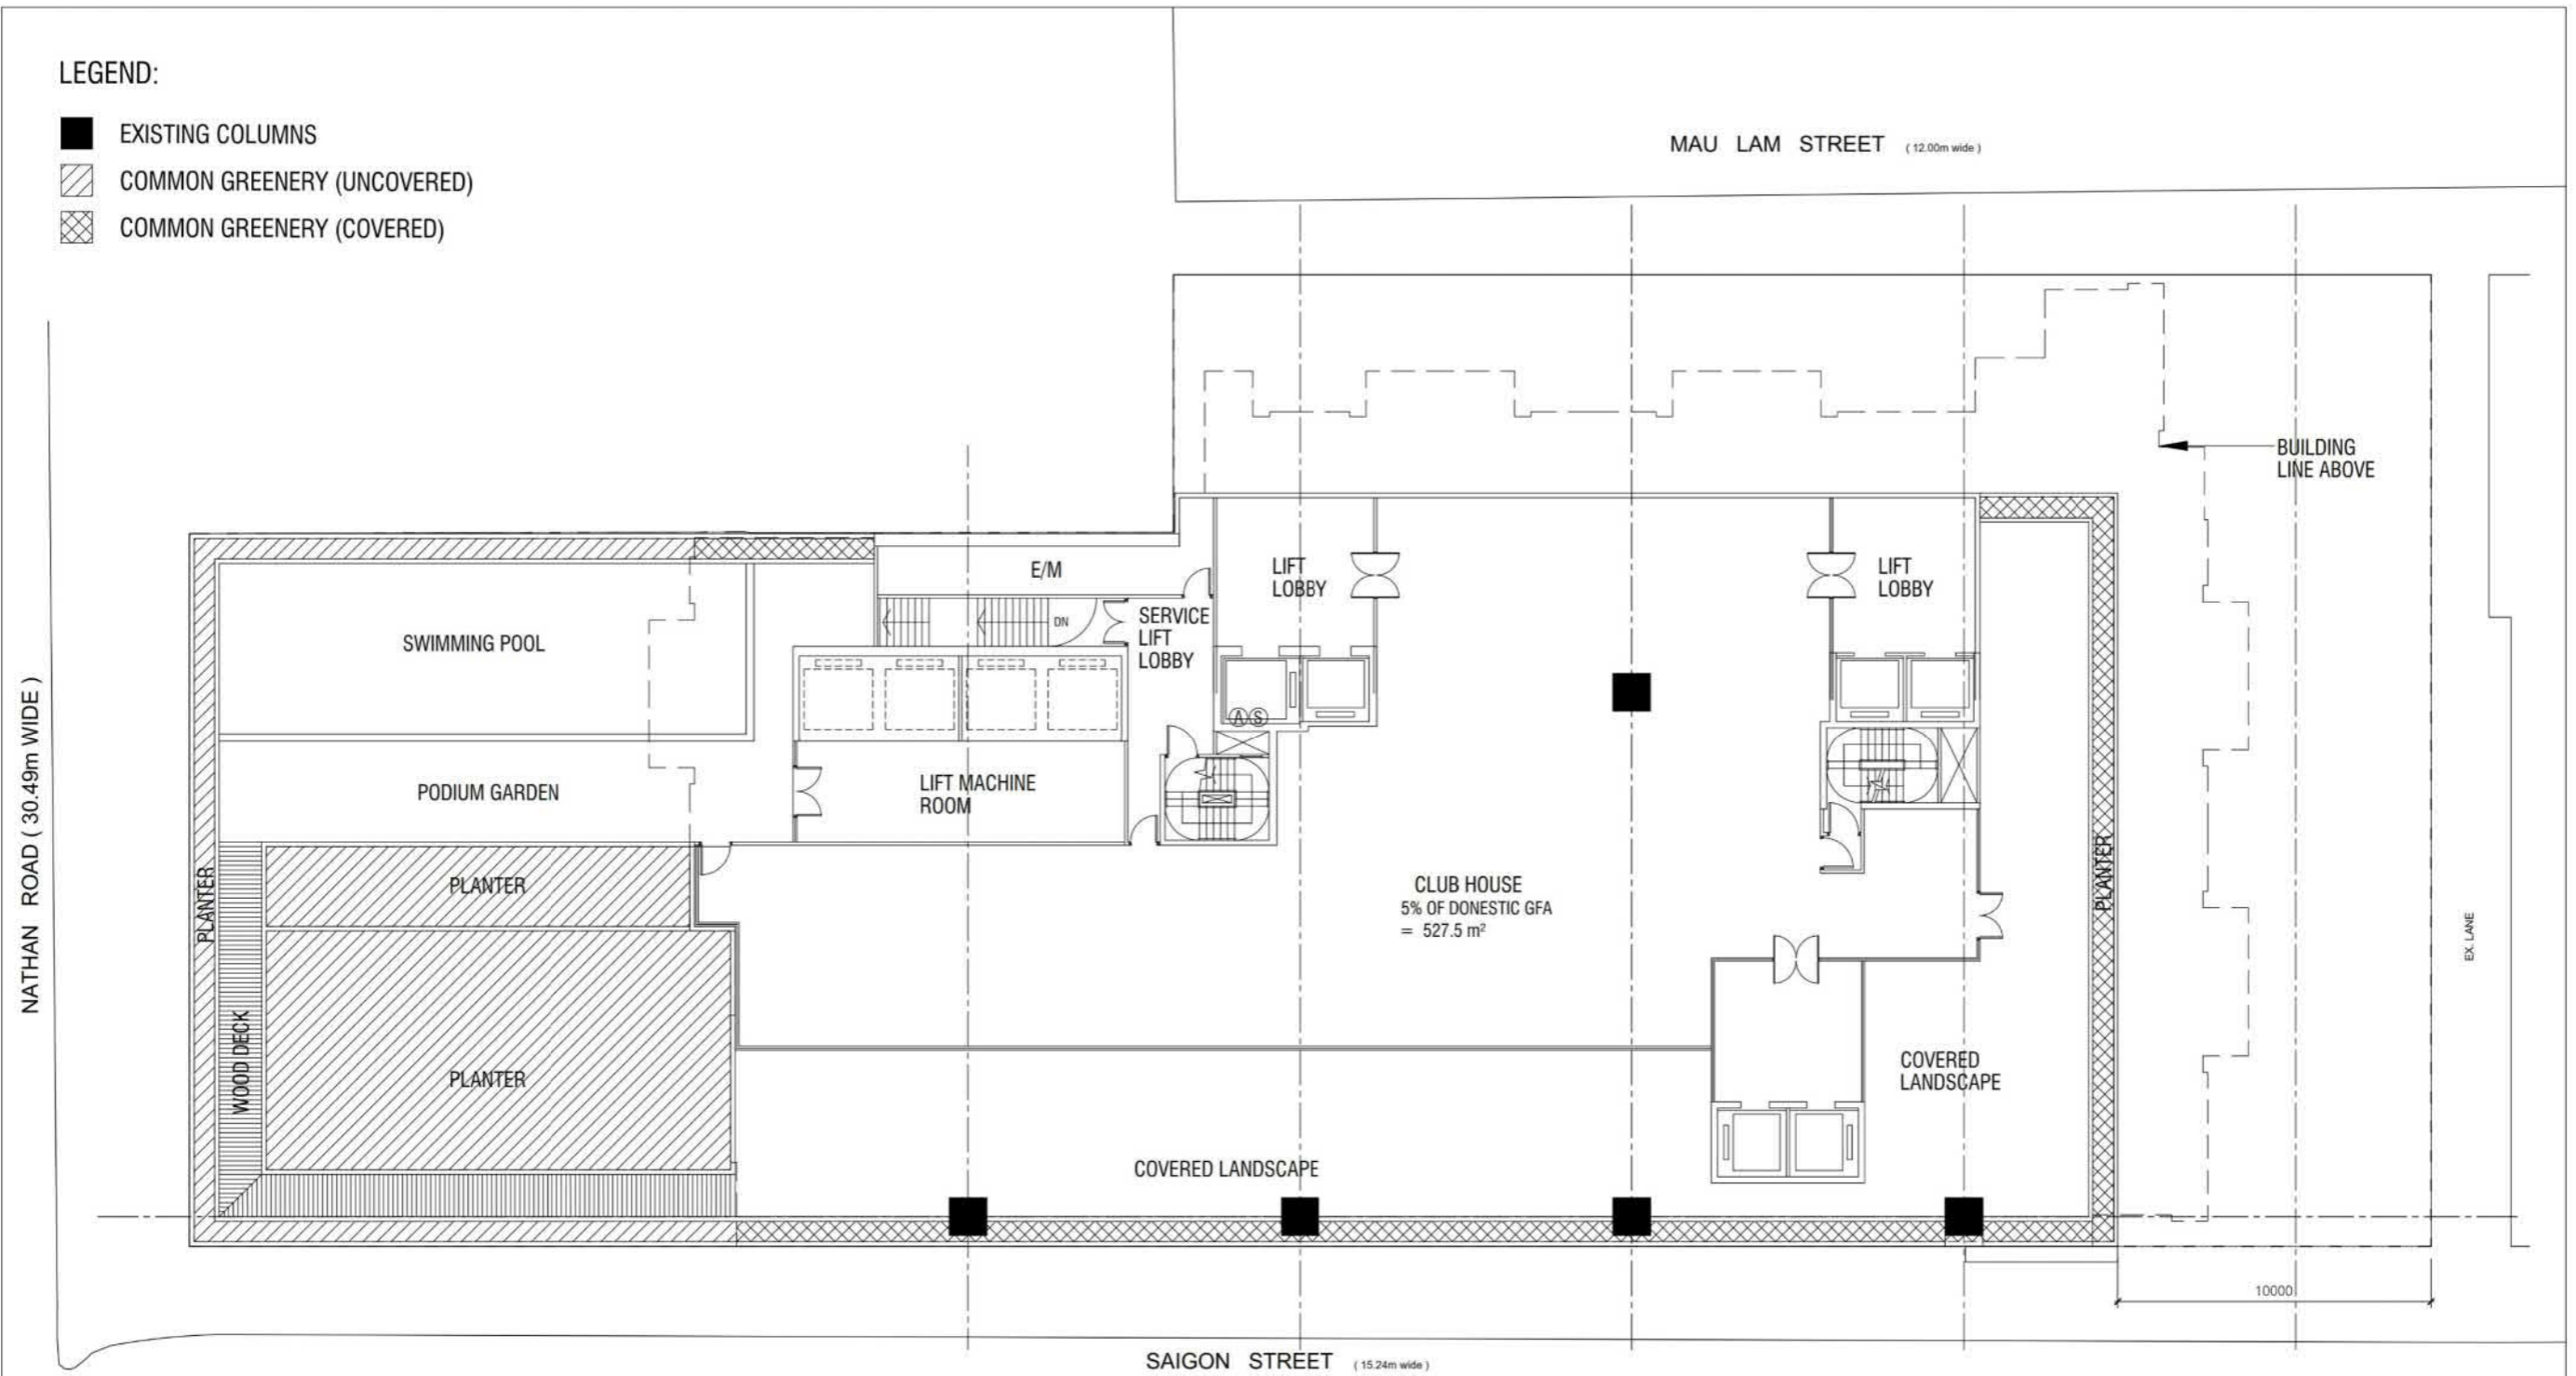 LEGEND:
EXISTING COLUMNS
COMMON GREENERY (UNCOVERED)
COMMON GREENERY (COVERED)
MAU LAM STREET ( 12.00m wide )
BUILDING
LINE ABOVE
E/M
LIFT
LOBBY
LIFT
LOBBY
SERVICE
LIFT
LOBBY
DN
SWIMMING POOL
A S
PODIUM GARDEN
LIFT MACHINE
ROOM
NATHAN ROAD ( 30.49m WIDE )
PLANTER
PLANTER
CLUB HOUSE
5% OF DONESTIC GFA
= 527.5 m²
PLANTER
EX. LANE
WOOD DECK
PLANTER
COVERED
LANDSCAPE
COVERED LANDSCAPE
10000
SAIGON STREET ( 15.24m wide )